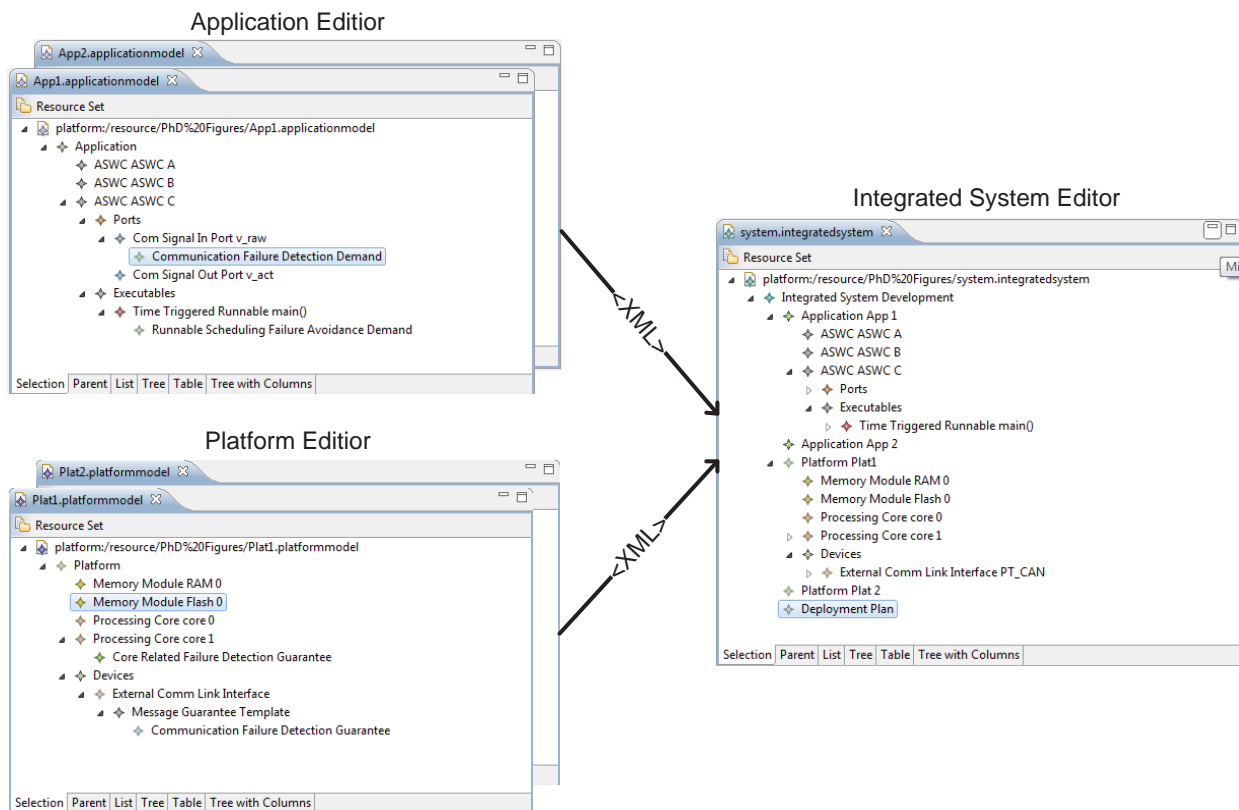 Application Editior
App2.applicationmodel
App1.applicationmodel
Resource Set
platform:/resource/PhD%20Figures/App1.applicationmodel
Application
ASWC ASWC A
ASWC ASWC B
ASWC ASWC C
Ports
Com Signal In Port v_raw
Communication Failure Detection Demand
Com Signal Out Port v_act
Executables
Time Triggered Runnable main()
Runnable Scheduling Failure Avoidance Demand
Selection Parent List Tree Table Tree with Columns
<XML>
Platform Editior
Plat2.platformmodel
Plat1.platformmodel
Resource Set
platform:/resource/PhD%20Figures/Plat1.platformmodel
Platform
Memory Module RAM 0
Memory Module Flash 0
Processing Core core 0
Processing Core core 1
Core Related Failure Detection Guarantee
Devices
External Comm Link Interface
Message Guarantee Template
Communication Failure Detection Guarantee
Selection Parent List Tree Table Tree with Columns
<XML>
Integrated System Editor
system.integratedsystem
Resource Set
Mi
platform:/resource/PhD%20Figures/system.integratedsystem
Integrated System Development
Application App 1
ASWC ASWC A
ASWC ASWC B
ASWC ASWC C
Ports
Executables
Time Triggered Runnable main()
Application App 2
Platform Plat1
Memory Module RAM 0
Memory Module Flash 0
Processing Core core 0
Processing Core core 1
Devices
External Comm Link Interface PT_CAN
Platform Plat 2
Deployment Plan
Selection Parent List Tree Table Tree with Columns